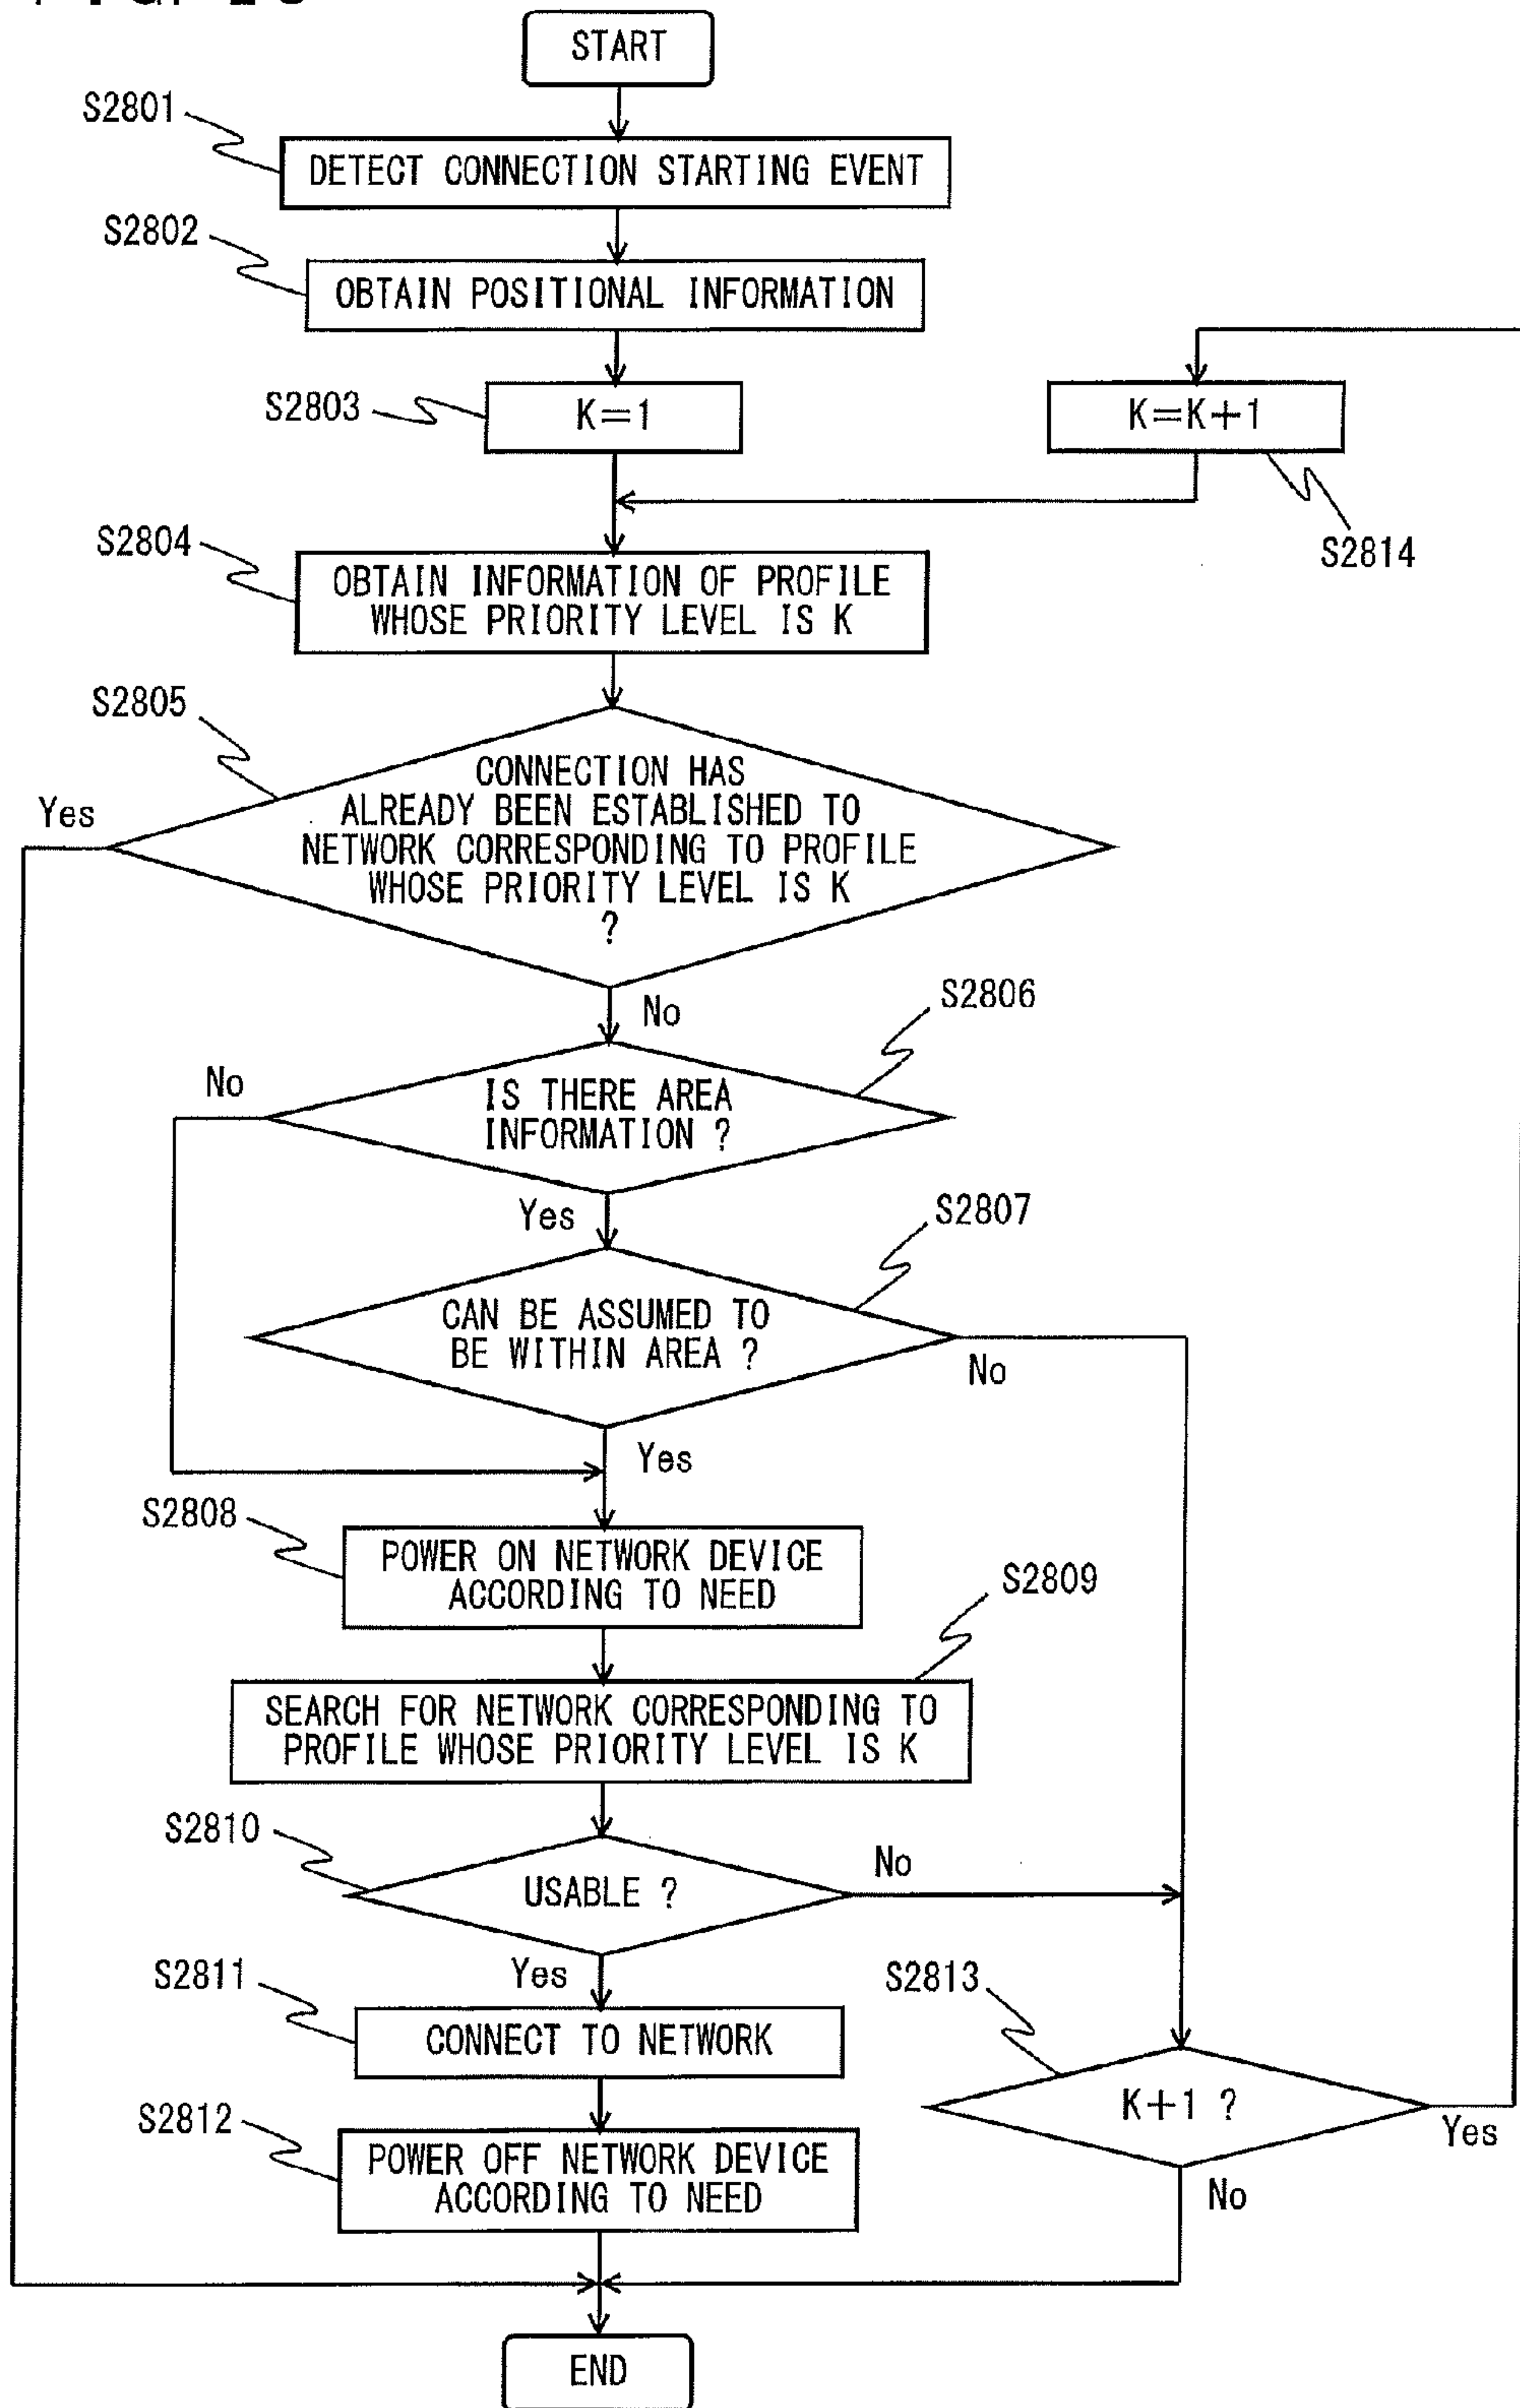 START
S2801
DETECT CONNECTION STARTING EVENT
S2802
OBTAIN POSITIONAL INFORMATION
S2803
K=1
K=K+1
S2814
S2804
OBTAIN INFORMATION OF PROFILE
WHOSE PRIORITY LEVEL IS K
S2805
CONNECTION HAS
ALREADY BEEN ESTABLISHED TO
NETWORK CORRESPONDING TO PROFILE
WHOSE PRIORITY LEVEL IS K
?
Yes
No
S2806
No
IS THERE AREA
INFORMATION ?
Yes
S2807
CAN BE ASSUMED TO
BE WITHIN AREA ?
No
Yes
S2808
POWER ON NETWORK DEVICE
ACCORDING TO NEED
S2809
SEARCH FOR NETWORK CORRESPONDING TO
PROFILE WHOSE PRIORITY LEVEL IS K
S2810
USABLE ?
No
Yes
S2811
CONNECT TO NETWORK
S2813
K+1 ?
Yes
No
S2812
POWER OFF NETWORK DEVICE
ACCORDING TO NEED
END